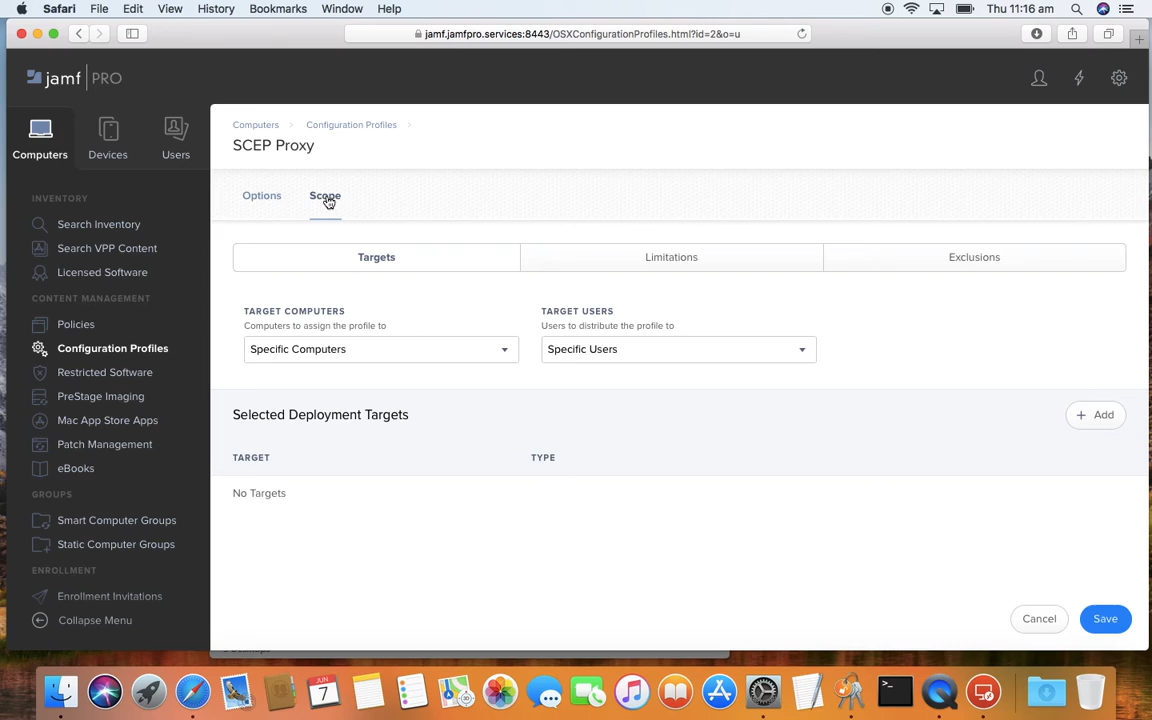 Safari File Edit View History Bookmarks Window Help Thu 11:16 am
jamf.jamfpro.services:8443/OSXConfigurationProfiles.html?id=2&o=u
jamf PRO
Computers Devices Users
INVENTORY
Search Inventory
Search VPP Content
Licensed Software
CONTENT MANAGEMENT
Policies
Configuration Profiles
Restricted Software
PreStage Imaging
Mac App Store Apps
Patch Management
eBooks
GROUPS
Smart Computer Groups
Static Computer Groups
ENROLLMENT
Enrollment Invitations
Collapse Menu
Computers > Configuration Profiles >
SCEP Proxy
Options Scope
Targets Limitations Exclusions
TARGET COMPUTERS TARGET USERS
Computers to assign the profile to Users to distribute the profile to
Specific Computers Specific Users
Selected Deployment Targets + Add
TARGET TYPE
No Targets
Cancel Save
JUN
7